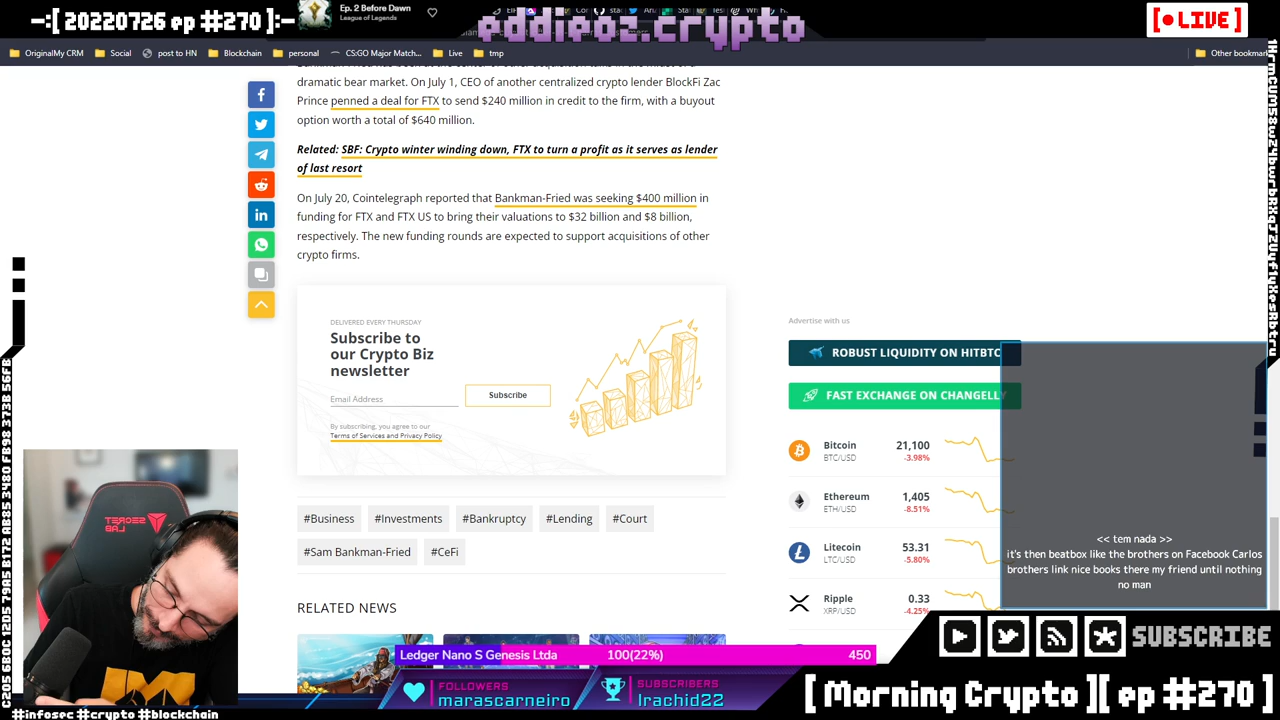 -:[ 20220726 ep #270 ]:-
Ep. 2 Before Dawn
League of Legends
eddieoz.crypto
[ LIVE ]
OriginalMy CRM
Social
post to HN
Blockchain
personal
CS:GO Major Match...
Live
tmp
Other bookmar
dramatic bear market. On July 1, CEO of another centralized crypto lender BlockFi Zac
Prince penned a deal for FTX to send $240 million in credit to the firm, with a buyout
option worth a total of $640 million.
Related: SBF: Crypto winter winding down, FTX to turn a profit as it serves as lender
of last resort
On July 20, Cointelegraph reported that Bankman-Fried was seeking $400 million in
funding for FTX and FTX US to bring their valuations to $32 billion and $8 billion,
respectively. The new funding rounds are expected to support acquisitions of other
crypto firms.
DELIVERED EVERY THURSDAY
Subscribe to
our Crypto Biz
newsletter
Email Address
Subscribe
By subscribing, you agree to our
Terms of Services and Privacy Policy
#Business
#Investments
#Bankruptcy
#Lending
#Court
#Sam Bankman-Fried
#CeFi
RELATED NEWS
Advertise with us
ROBUST LIQUIDITY ON HITBTC
FAST EXCHANGE ON CHANGELLY
Bitcoin 21,100
BTC/USD -3.98%
Ethereum 1,405
ETH/USD -8.51%
Litecoin 53.31
LTC/USD -5.80%
Ripple 0.33
XRP/USD -4.25%
<< tem nada >>
it's then beatbox like the brothers on Facebook Carlos
brothers link nice books there my friend until nothing
no man
SECRET
LAB
SUBSCRIBE
Ledger Nano S Genesis Ltda 100(22%) 450
FOLLOWERS
marascarneiro
SUBSCRIBERS
lrachid22
[ Morning Crypto ][ ep #270 ]
#infosec #crypto #blockchain